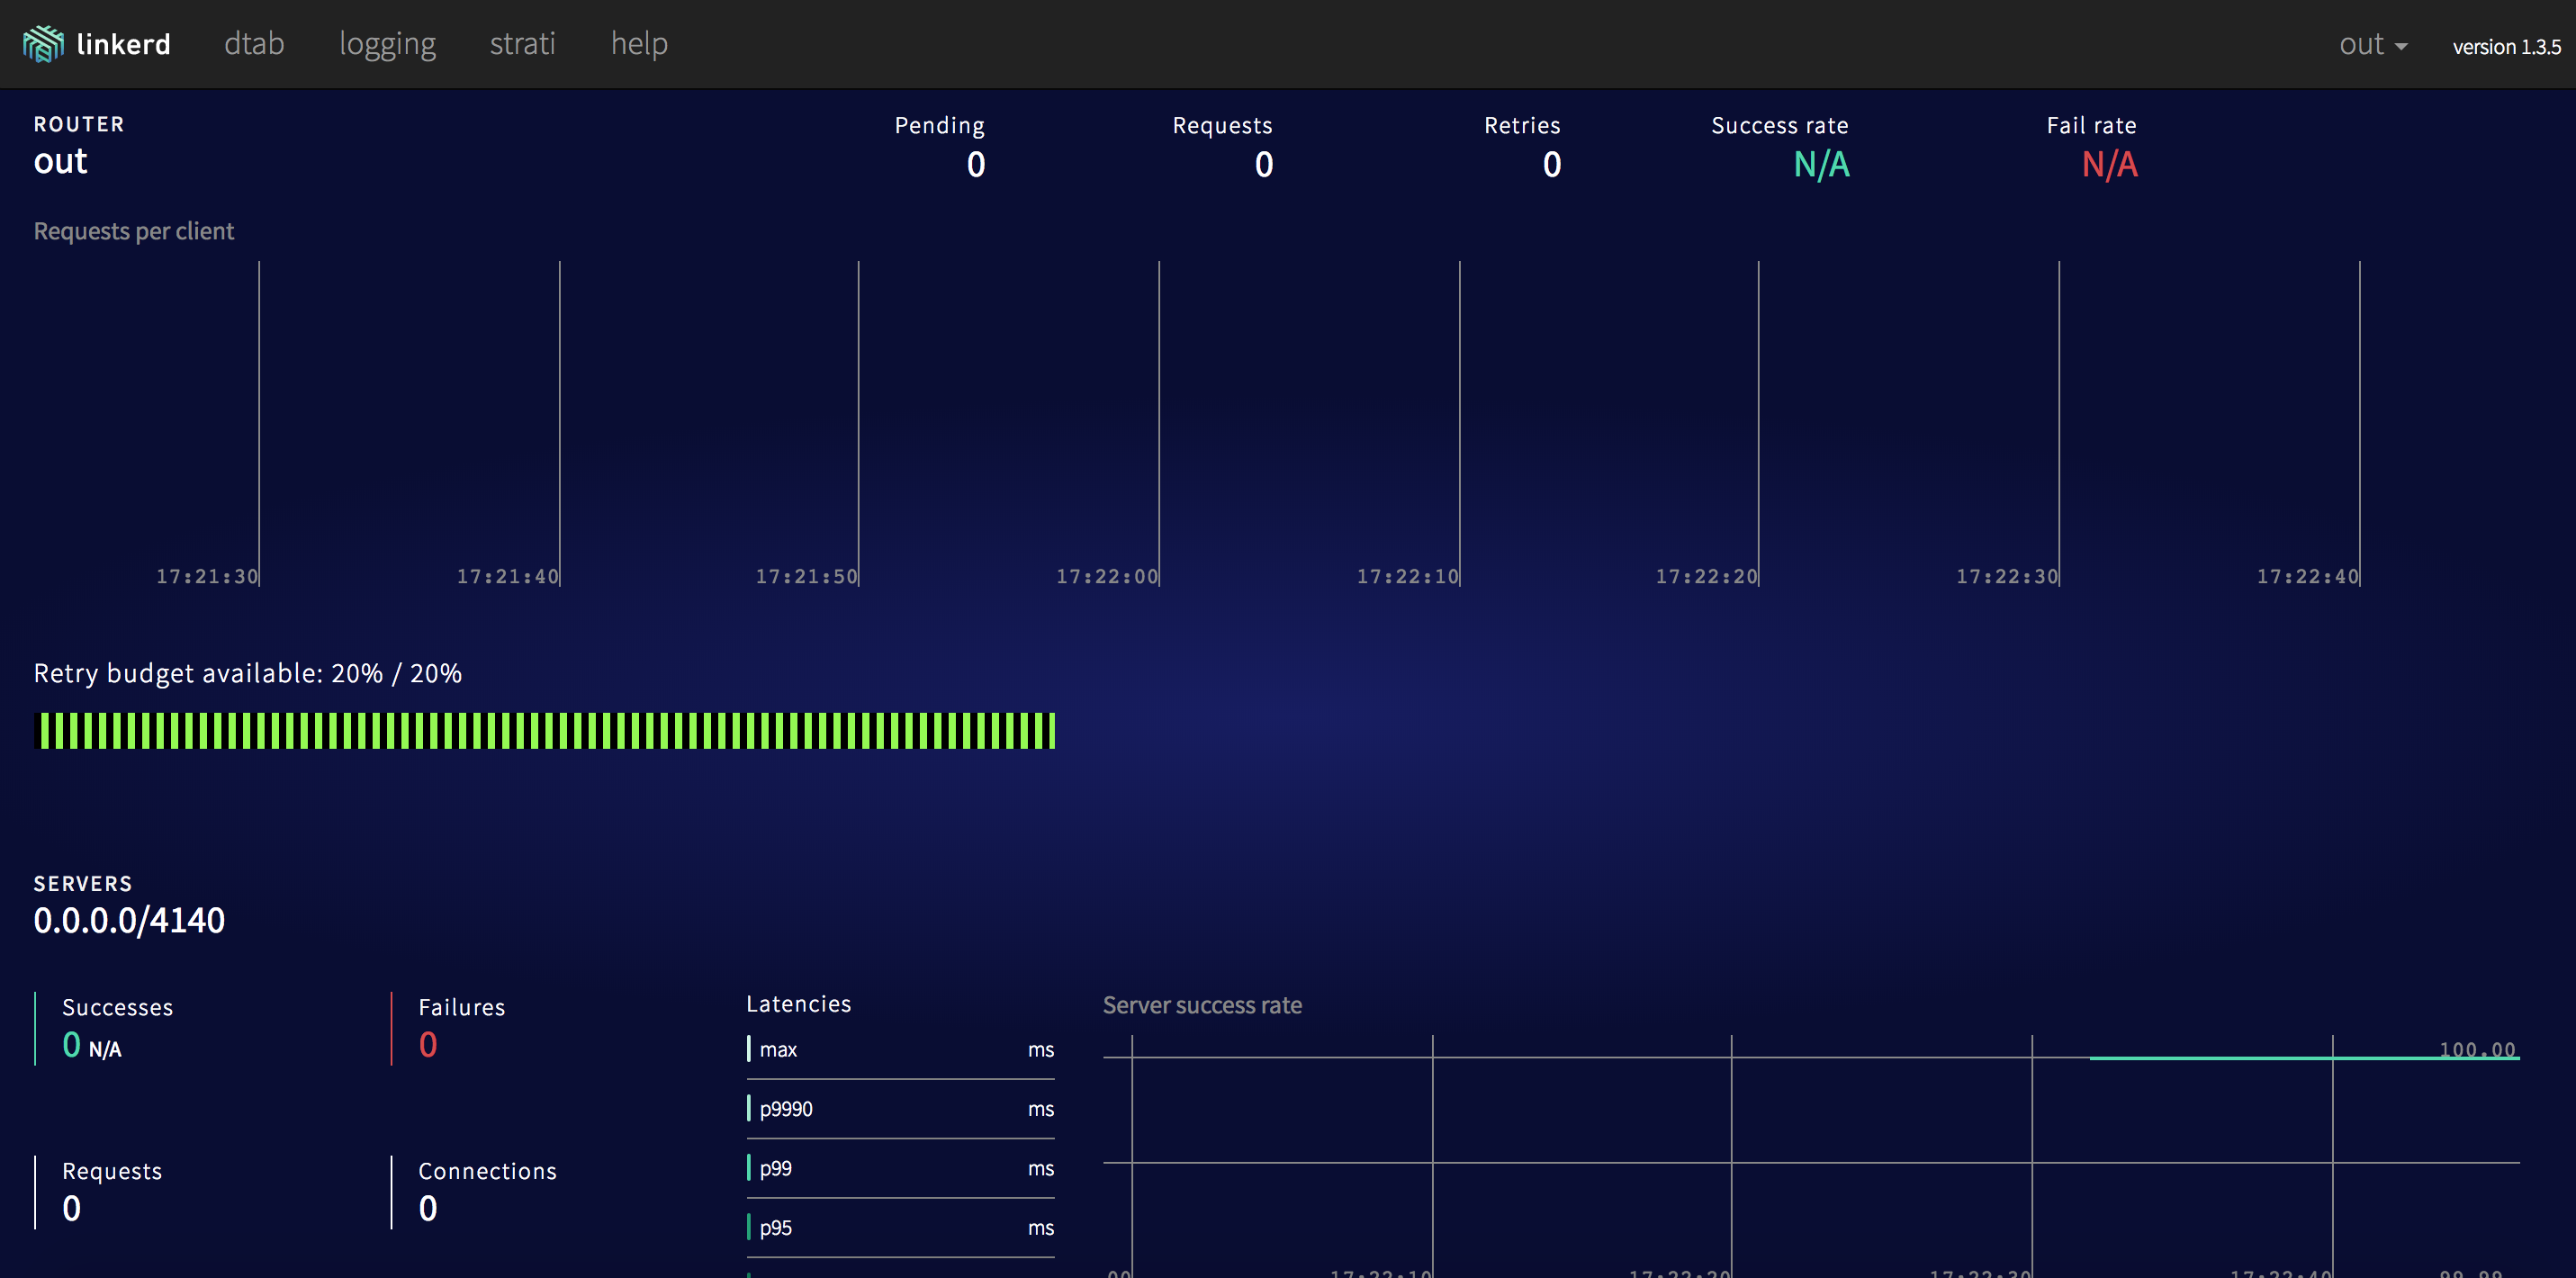 linkerd dtab logging strati help out version 1.3.5
ROUTER
out
Pending
0
Requests
0
Retries
0
Success rate
N/A
Fail rate
N/A
Requests per client
17:21:30 17:21:40 17:21:50 17:22:00 17:22:10 17:22:20 17:22:30 17:22:40
Retry budget available: 20% / 20%
SERVERS
0.0.0.0/4140
Successes
0 N/A
Failures
0
Requests
0
Connections
0
Latencies
max ms
p9990 ms
p99 ms
p95 ms
Server success rate
100.00
00 17:22:10 17:22:20 17:22:30 17:22:40